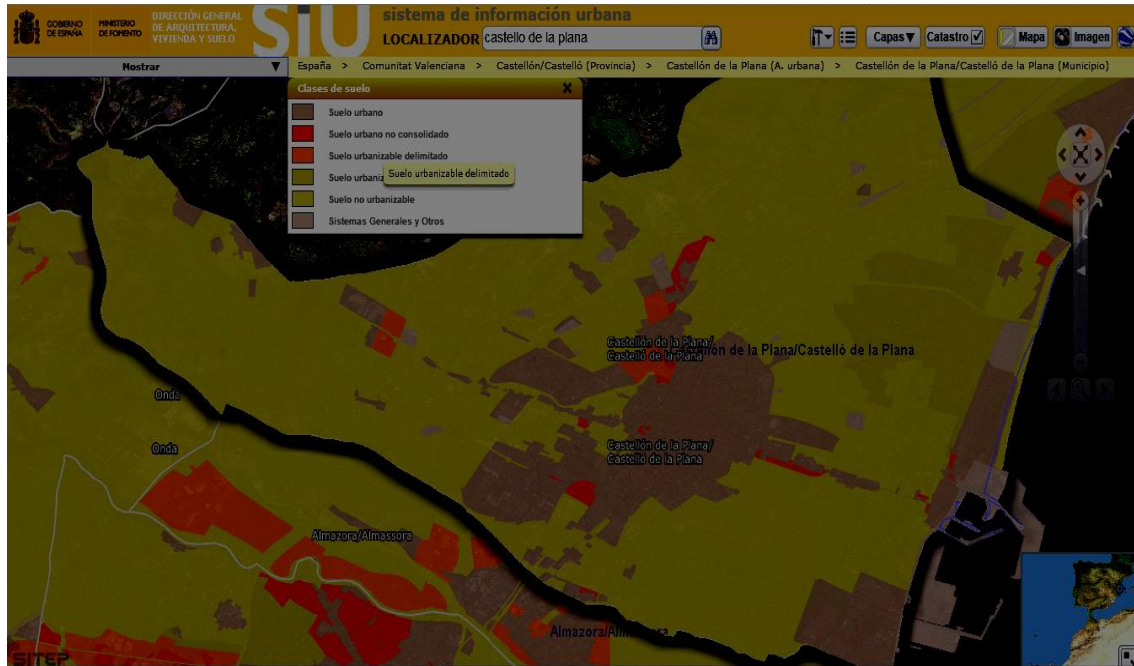 GOBIERNO
DE ESPAÑA
MINISTERIO
DE FOMENTO
DIRECCIÓN GENERAL
DE ARQUITECTURA,
VIVIENDA Y SUELO
SiU
sistema de información urbana
LOCALIZADOR castello de la plana
Capas▼ Catastro Mapa Imagen
Mostrar ▼
España > Comunitat Valenciana > Castellón/Castelló (Provincia) > Castellón de la Plana (A. urbana) > Castellón de la Plana/Castelló de la Plana (Municipio)
Clases de suelo X
Suelo urbano
Suelo urbano no consolidado
Suelo urbanizable delimitado
Suelo
Suelo urbanizable delimitado
Suelo no urbanizable
Sistemas Generales y Otros
Castellón de la Plana/
Castelló de la Plana
de la Plana/Castelló de la Plana
Onda
Onda
Castellón de la Plana/
Castelló de la Plana
Almazora/Almassora
SITEP